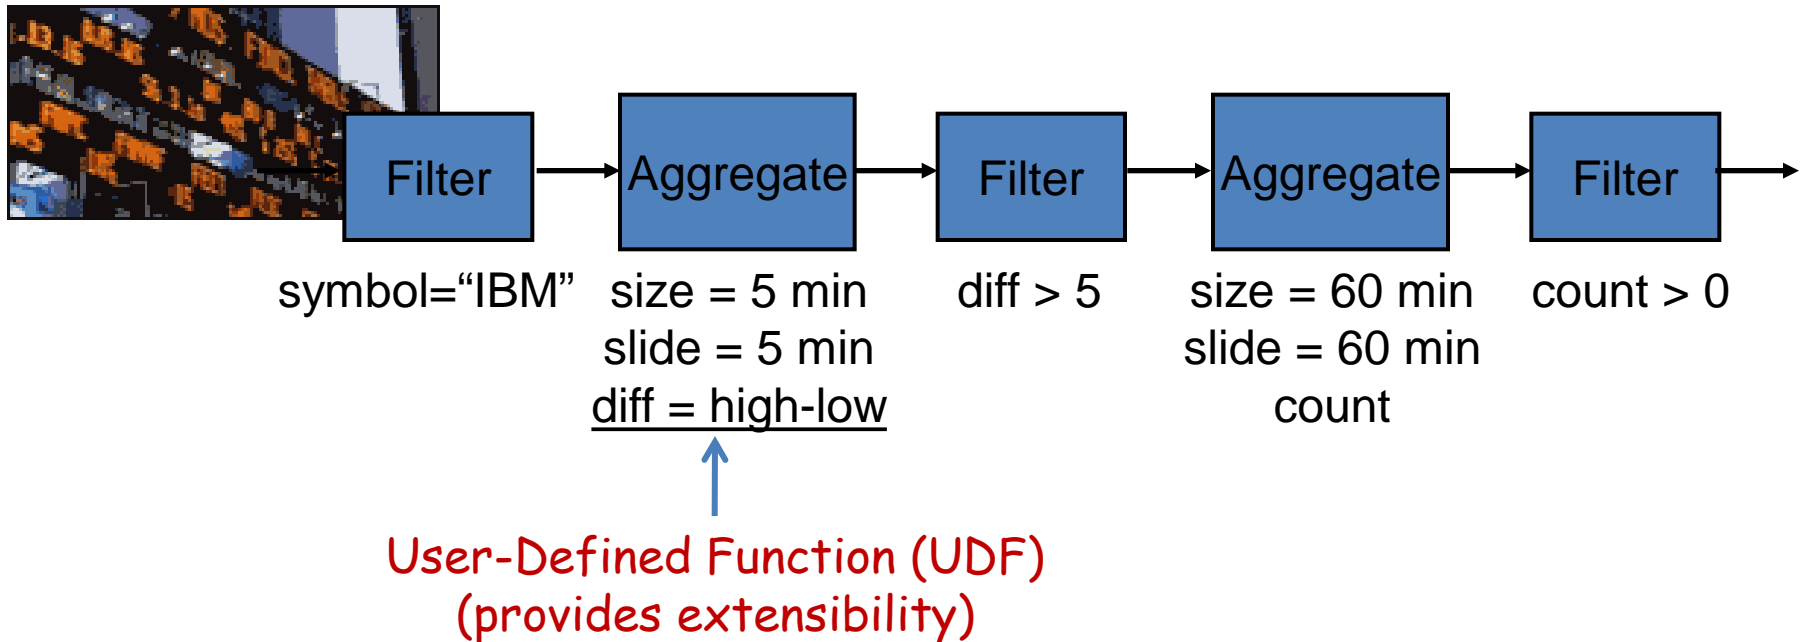 Filter
Aggregate
Filter
Aggregate
Filter
symbol=“IBM”
size = 5 min
slide = 5 min
diff = high-low
diff > 5
size = 60 min
slide = 60 min
count
count > 0
User-Defined Function (UDF)
(provides extensibility)